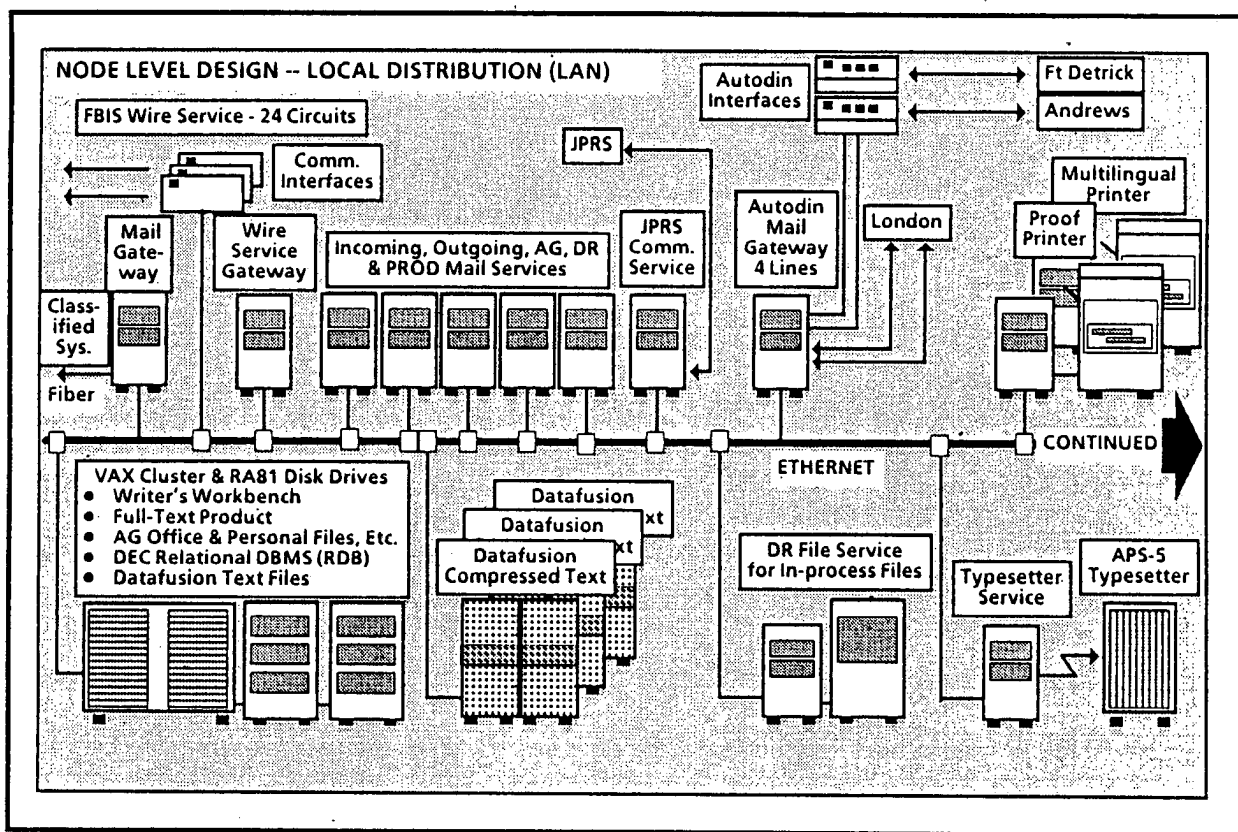 NODE LEVEL DESIGN -- LOCAL DISTRIBUTION (LAN)
FBIS Wire Service - 24 Circuits
Comm.
Interfaces
JPRS
Autodin
Interfaces
Ft Detrick
Andrews
Multilingual
Printer
Proof
Printer
Mail
Gate-
way
Wire
Service
Gateway
Incoming, Outgoing, AG, DR
& PROD Mail Services
JPRS
Comm.
Service
Autodin
Mail
Gateway
4 Lines
London
Class-
ified
Sys.
Fiber
ETHERNET
CONTINUED
VAX Cluster & RA81 Disk Drives
● Writer's Workbench
● Full-Text Product
● AG Office & Personal Files, Etc.
● DEC Relational DBMS (RDB)
● Datafusion Text Files
Datafusion
Datafusion
Datafusion
Compressed Text
DR File Service
for In-process Files
Typesetter
Service
APS-5
Typesetter